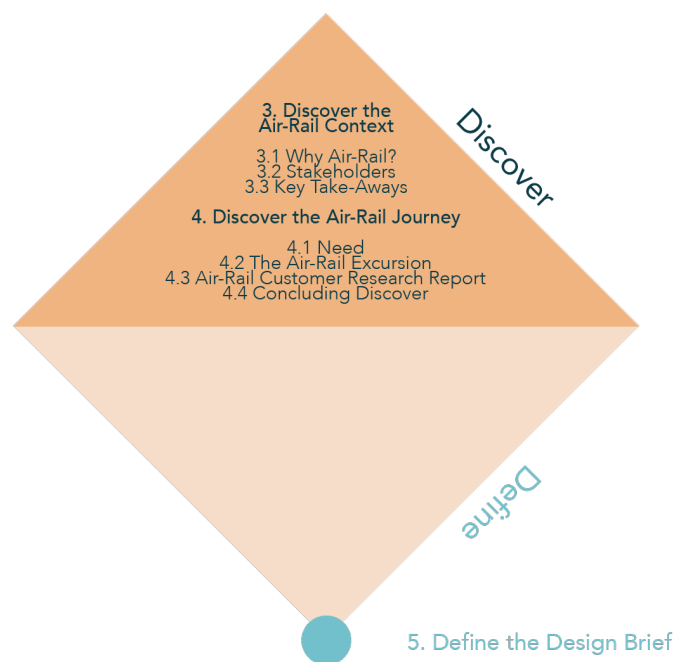 3. Discover the
Air-Rail Context
Discover
3.1 Why Air-Rail?
3.2 Stakeholders
3.3 Key Take-Aways
4. Discover the Air-Rail Journey
4.1 Need
4.2 The Air-Rail Excursion
4.3 Air-Rail Customer Research Report
4.4 Concluding Discover
Define
5. Define the Design Brief